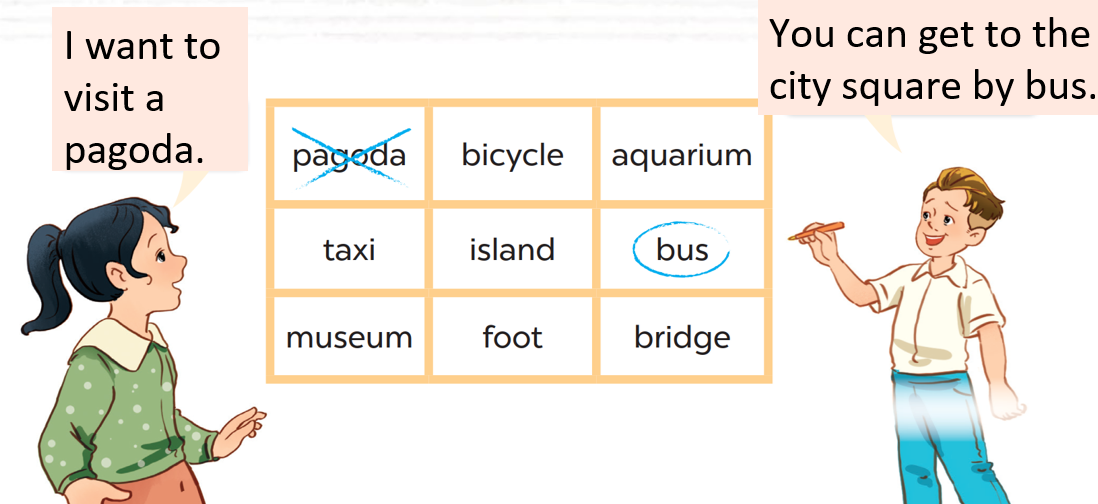 I want to
visit a
pagoda.
You can get to the
city square by bus.
pagoda bicycle aquarium
taxi island bus
museum foot bridge